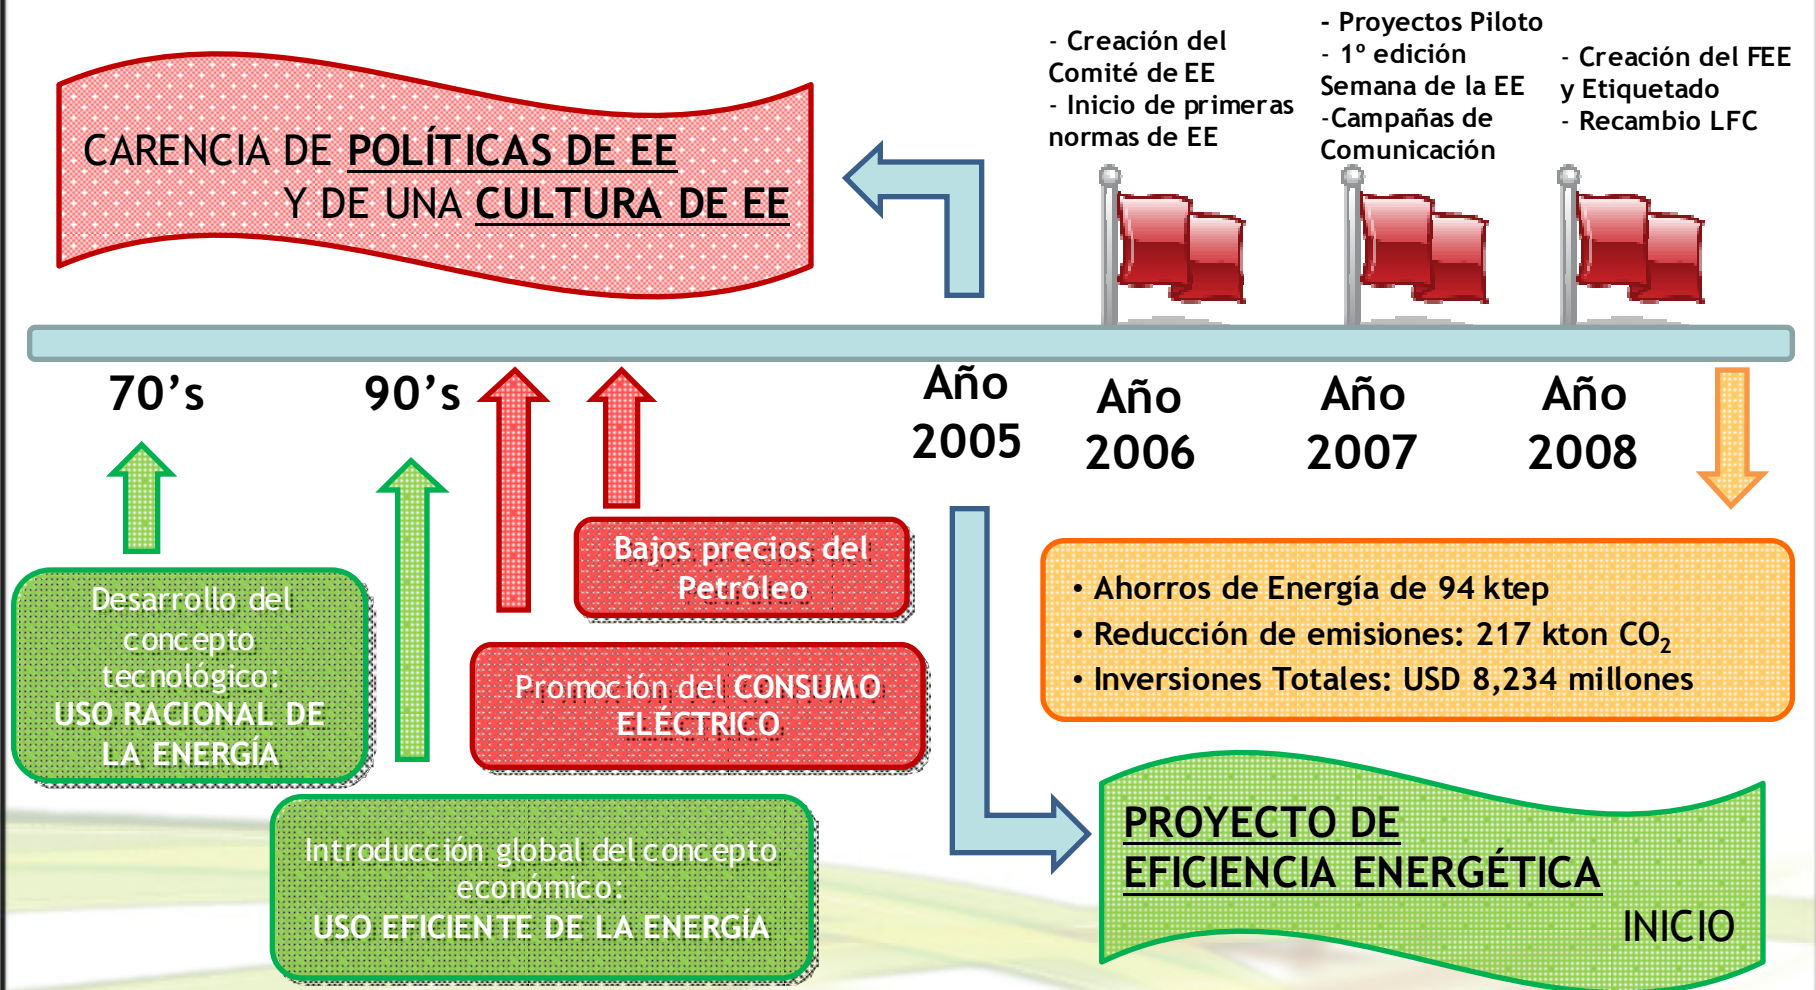 CARENCIA DE POLÍTICAS DE EE
Y DE UNA CULTURA DE EE
- Creación del
Comité de EE
- Inicio de primeras
normas de EE
- Proyectos Piloto
- 1º edición
Semana de la EE
-Campañas de
Comunicación
- Creación del FEE
y Etiquetado
- Recambio LFC
70’s
90’s
Año
2005
Año
2006
Año
2007
Año
2008
Desarrollo del
concepto
tecnológico:
USO RACIONAL DE
LA ENERGÍA
Introducción global del concepto
económico:
USO EFICIENTE DE LA ENERGÍA
Bajos precios del
Petróleo
Promoción del CONSUMO
ELÉCTRICO
• Ahorros de Energía de 94 ktep
• Reducción de emisiones: 217 kton CO₂
• Inversiones Totales: USD 8,234 millones
PROYECTO DE
EFICIENCIA ENERGÉTICA
INICIO